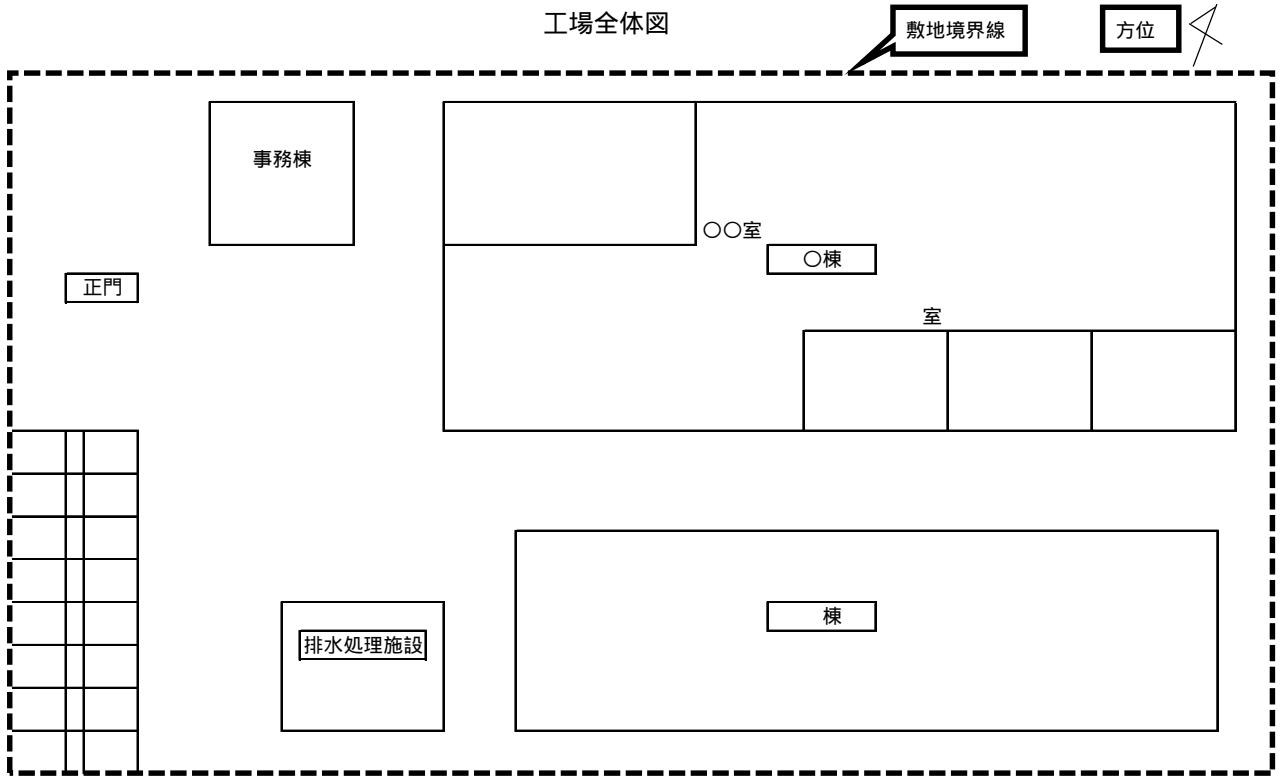 工場全体図
敷地境界線
方位
事務棟
〇〇室
〇棟
正門
室
棟
排水処理施設